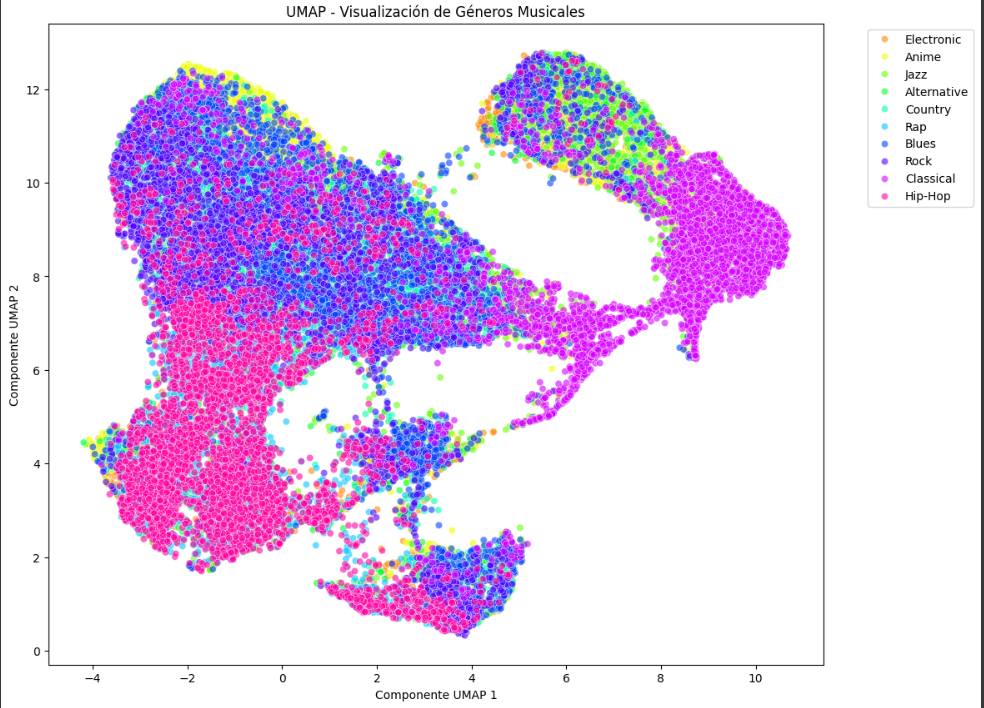 UMAP - Visualización de Géneros Musicales
Electronic
Anime
Jazz
Alternative
Country
Rap
Blues
Rock
Classical
Hip-Hop
Componente UMAP 2
12
10
8
6
4
2
0
−4 −2 0 2 4 6 8 10
Componente UMAP 1